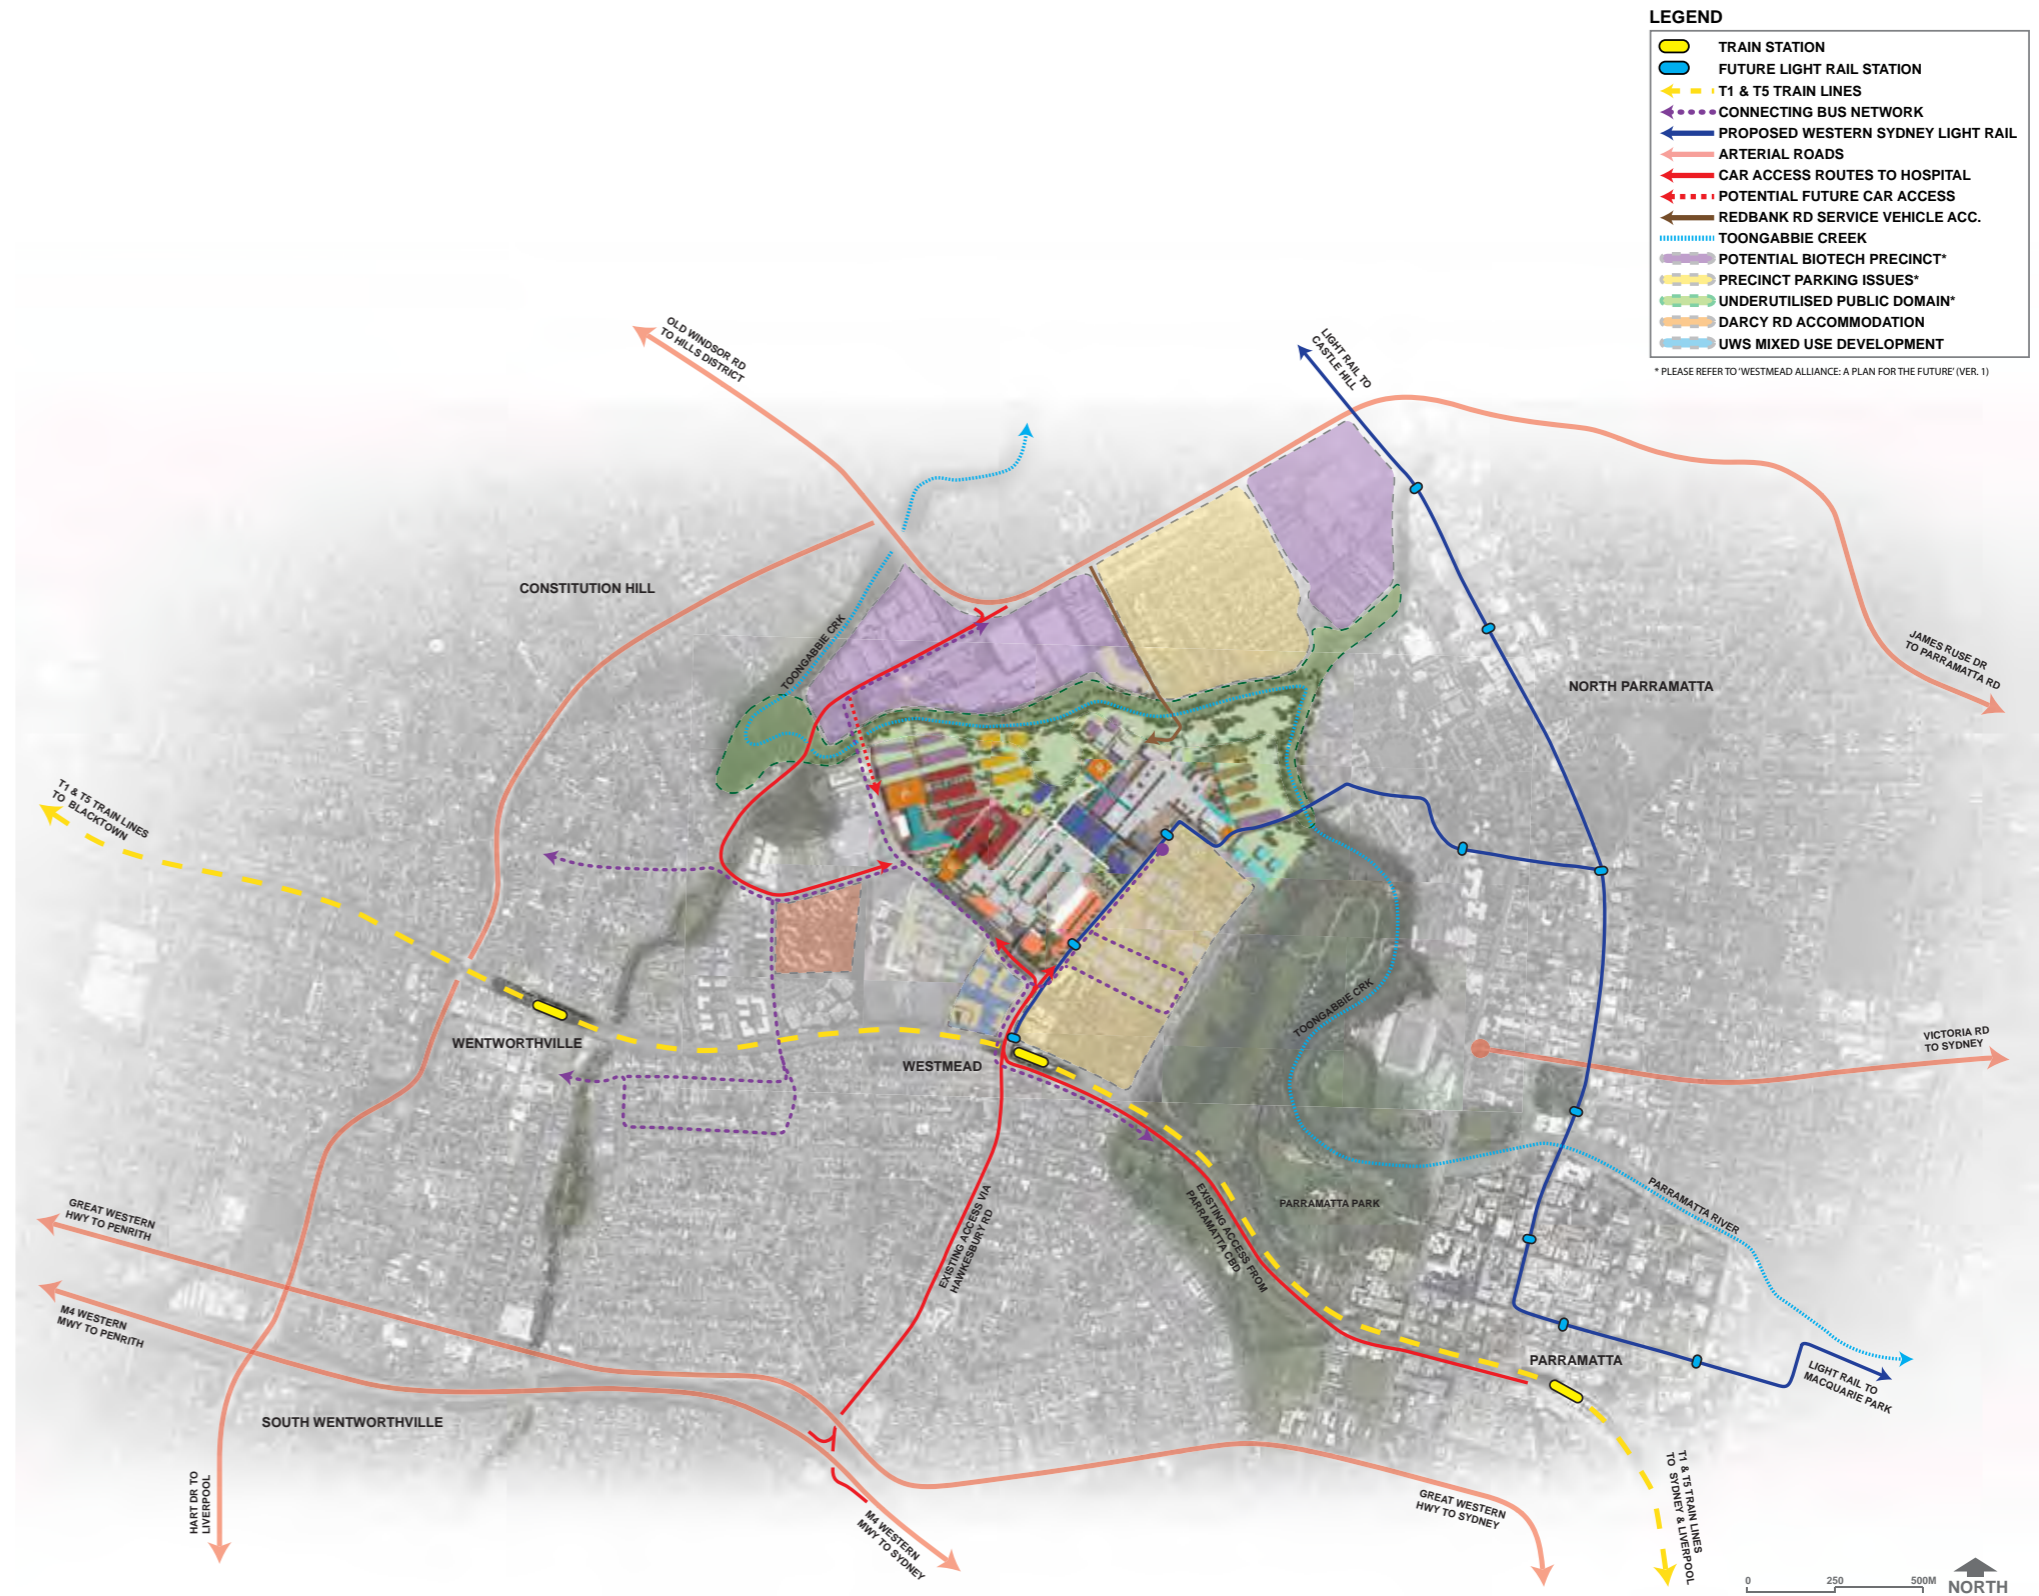 LEGEND
TRAIN STATION
FUTURE LIGHT RAIL STATION
T1 & T5 TRAIN LINES
CONNECTING BUS NETWORK
PROPOSED WESTERN SYDNEY LIGHT RAIL
ARTERIAL ROADS
CAR ACCESS ROUTES TO HOSPITAL
POTENTIAL FUTURE CAR ACCESS
REDBANK RD SERVICE VEHICLE ACC.
TOONGABBIE CREEK
POTENTIAL BIOTECH PRECINCT*
PRECINCT PARKING ISSUES*
UNDERUTILISED PUBLIC DOMAIN*
DARCY RD ACCOMMODATION
UWS MIXED USE DEVELOPMENT
* PLEASE REFER TO 'WESTMEAD ALLIANCE: A PLAN FOR THE FUTURE' (VER. 1)
OLD WINDSOR RD
TO HILLS DISTRICT
LIGHT RAIL TO
CASTLE HILL
CONSTITUTION HILL
TOONGABBIE CRK
JAMES RUSE DR
TO PARRAMATTA RD
NORTH PARRAMATTA
T1 & T5 TRAIN LINES
TO BLACKTOWN
TOONGABBIE CRK
WENTWORTHVILLE
WESTMEAD
VICTORIA RD
TO SYDNEY
EXISTING ACCESS VIA
HAWKESBURY RD
EXISTING ACCESS FROM
PARRAMATTA CBD
PARRAMATTA PARK
PARRAMATTA RIVER
GREAT WESTERN
HWY TO PENRITH
M4 WESTERN
MWY TO PENRITH
PARRAMATTA
LIGHT RAIL TO
MACQUARIE PARK
SOUTH WENTWORTHVILLE
HART DR TO
LIVERPOOL
M4 WESTERN
MWY TO SYDNEY
GREAT WESTERN
HWY TO SYDNEY
T1 & T5 TRAIN LINES
TO SYDNEY & LIVERPOOL
0 250 500M
NORTH